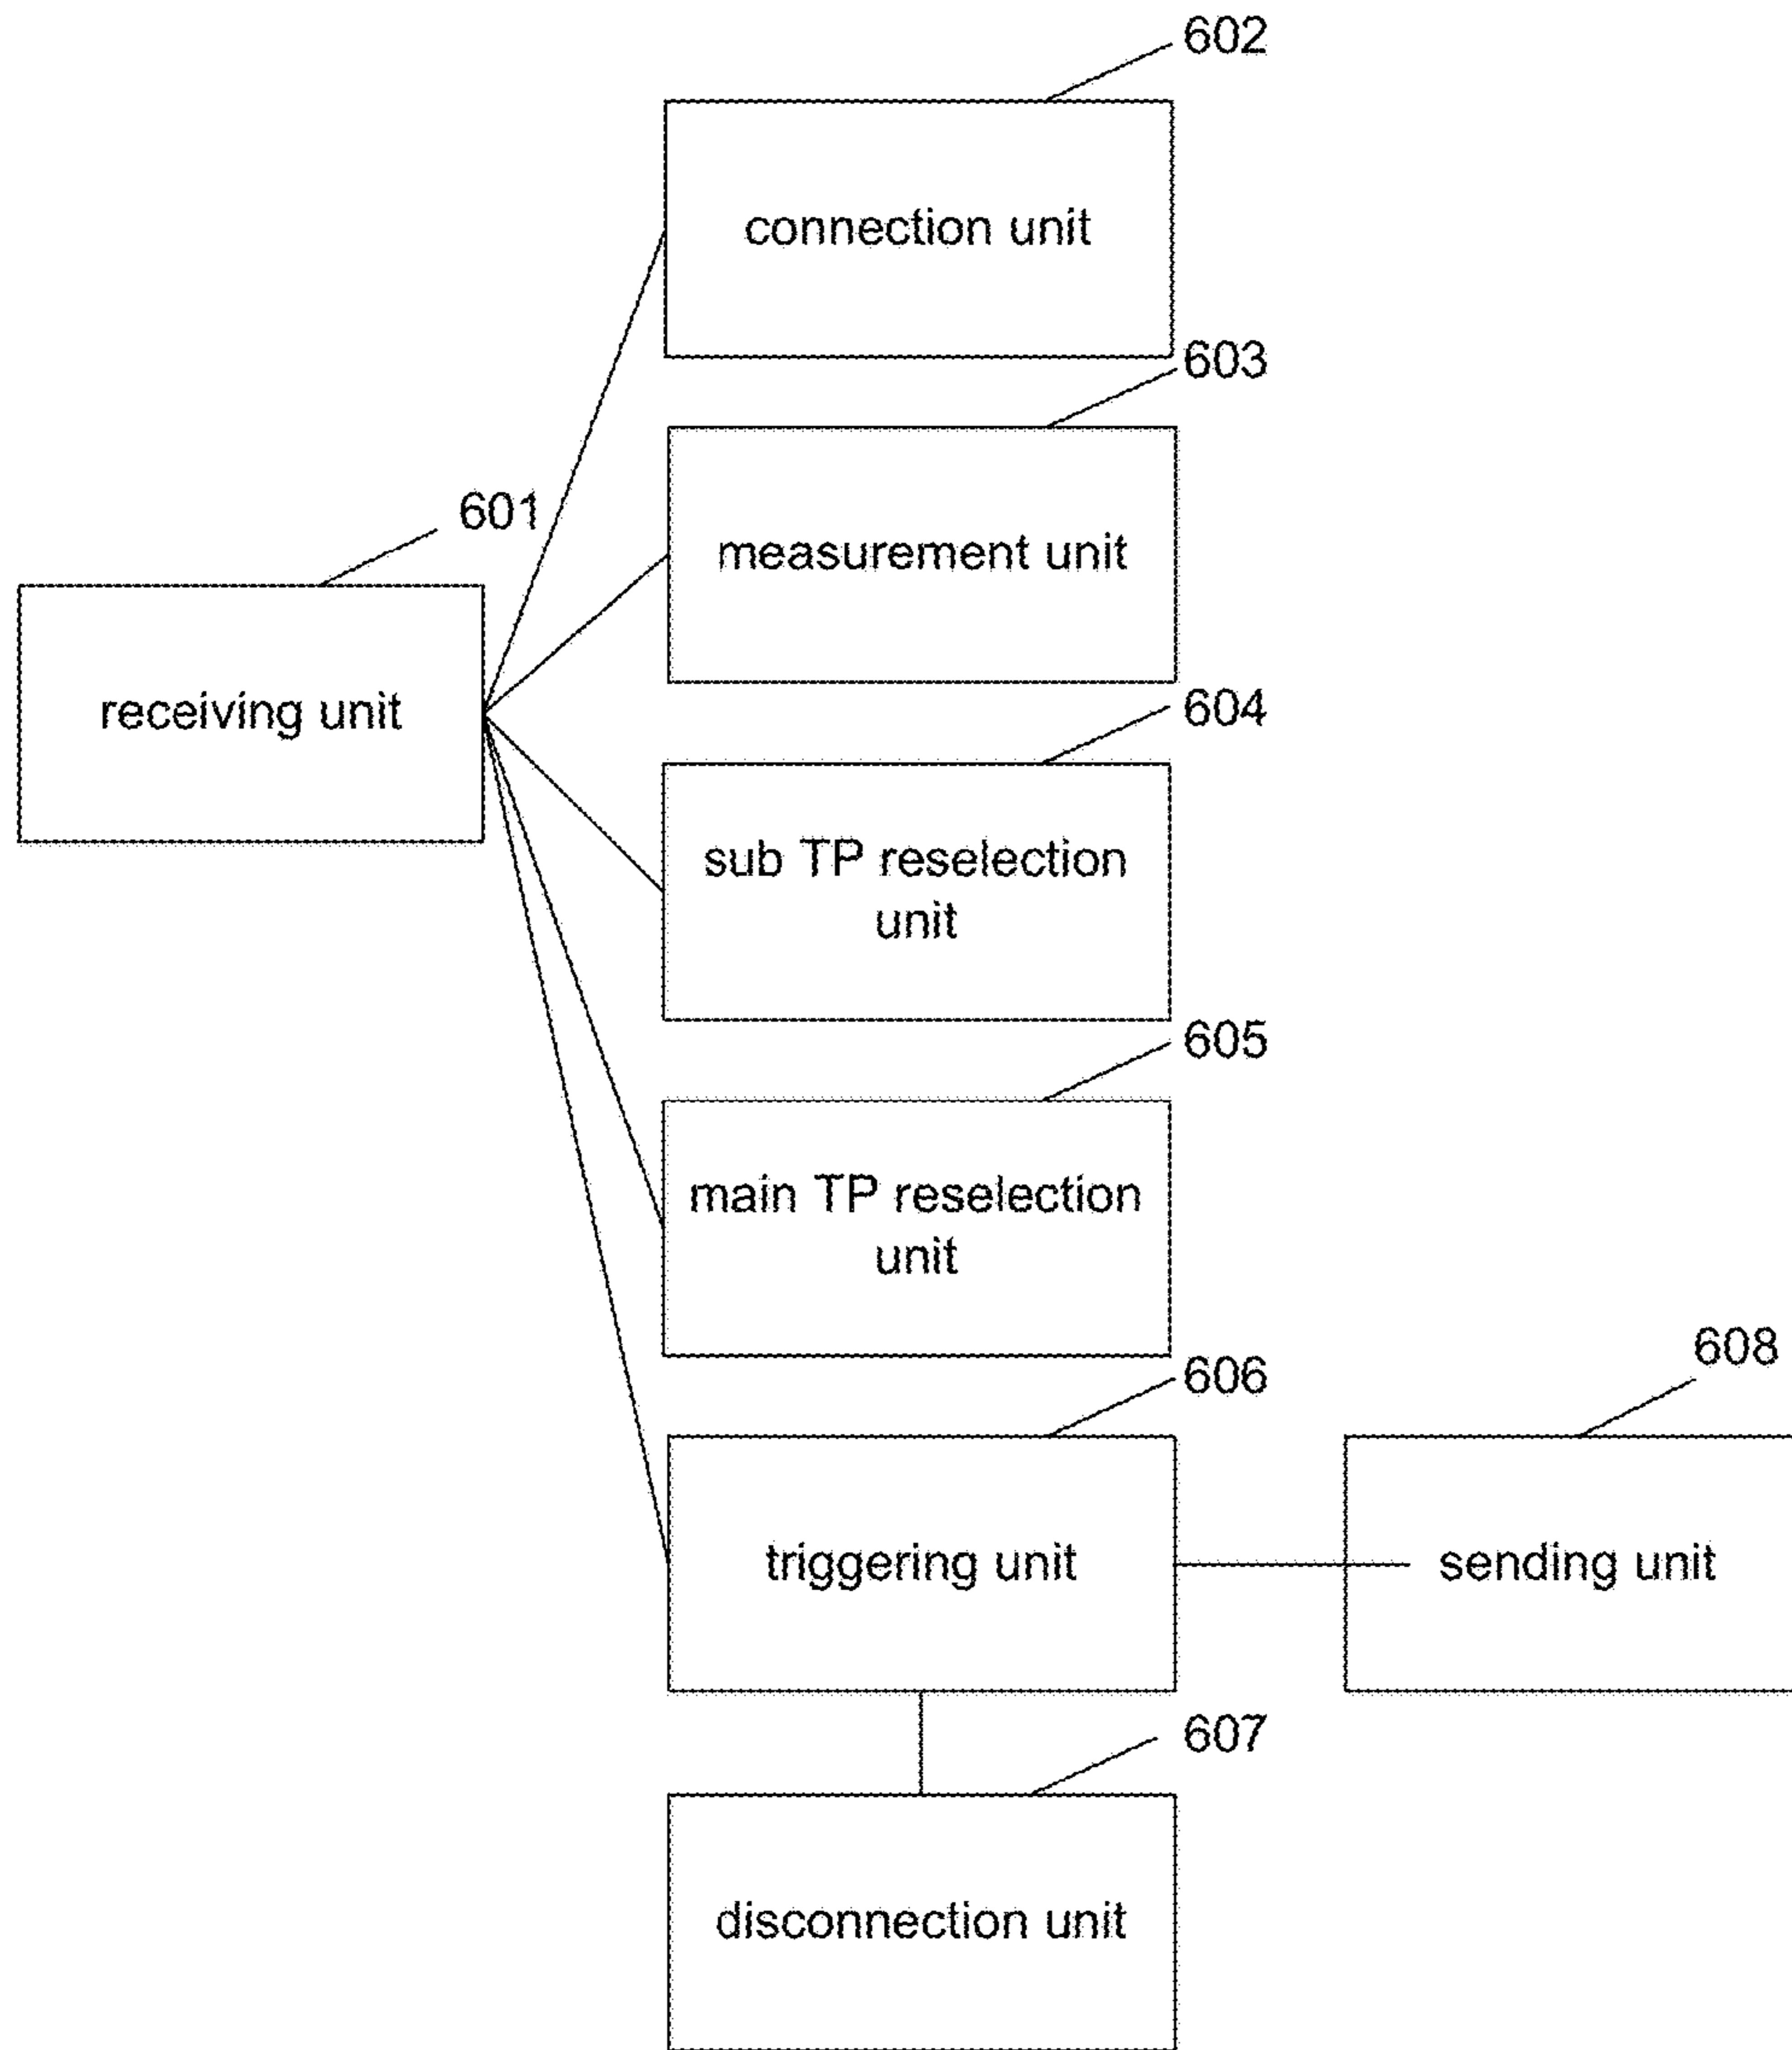 602
connection unit
603
measurement unit
601
receiving unit
604
sub TP reselection
unit
605
main TP reselection
unit
606
608
triggering unit
sending unit
607
disconnection unit